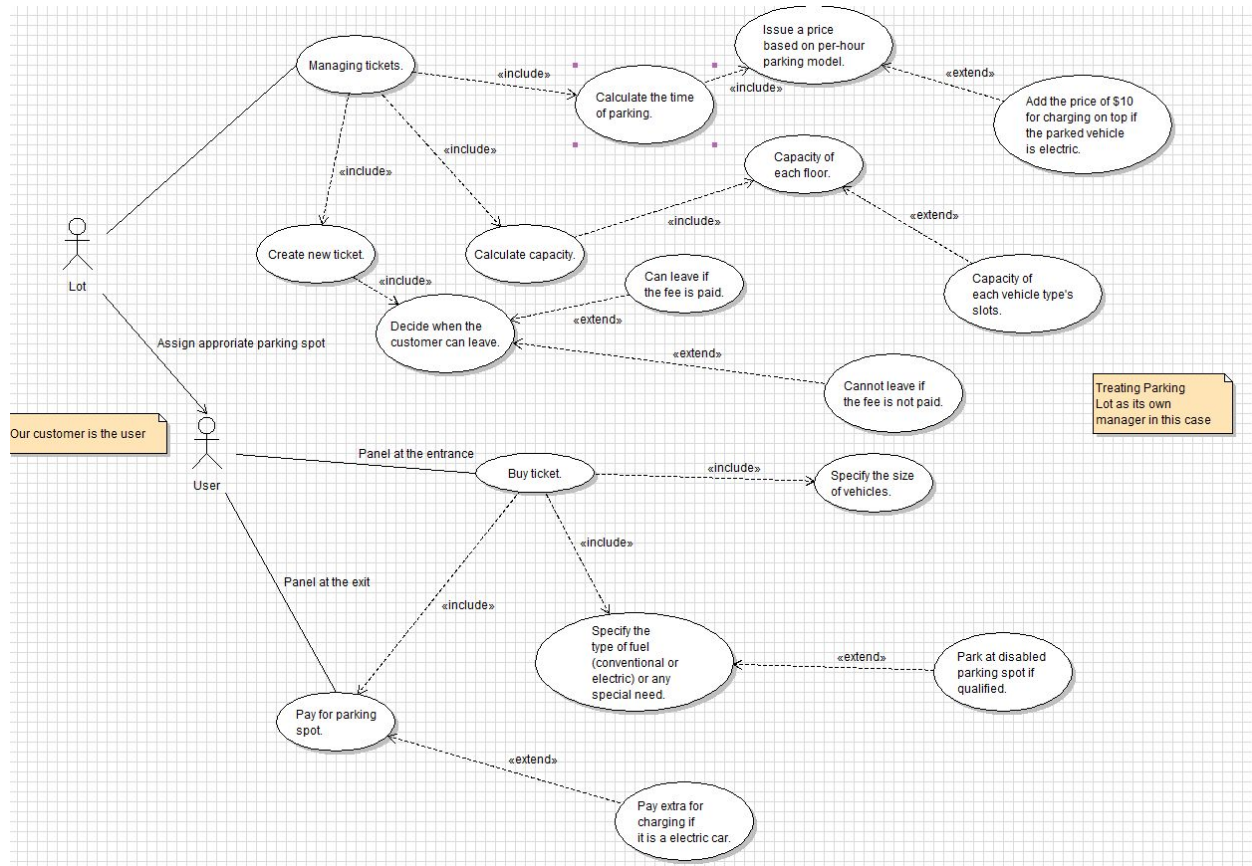 Issue a price
based on per-hour
parking model.
Managing tickets.
«include»
«include»
«extend»
Calculate the time
of parking.
Add the price of $10
for charging on top if
the parked vehicle
is electric.
«include»
Capacity of
each floor.
«include»
«include»
«extend»
Lot
Create new ticket.
Calculate capacity.
«include»
Can leave if
the fee is paid.
Capacity of
each vehicle type's
slots.
Decide when the
customer can leave.
«extend»
Assign approriate parking spot
«extend»
Cannot leave if
the fee is not paid.
Treating Parking
Lot as its own
manager in this case
Our customer is the user
Panel at the entrance
Buy ticket.
«include»
Specify the size
of vehicles.
User
«include»
Panel at the exit
«include»
Specify the
type of fuel
(conventional or
electric) or any
special need.
«extend»
Park at disabled
parking spot if
qualified.
Pay for parking
spot.
«extend»
Pay extra for
charging if
it is a electric car.